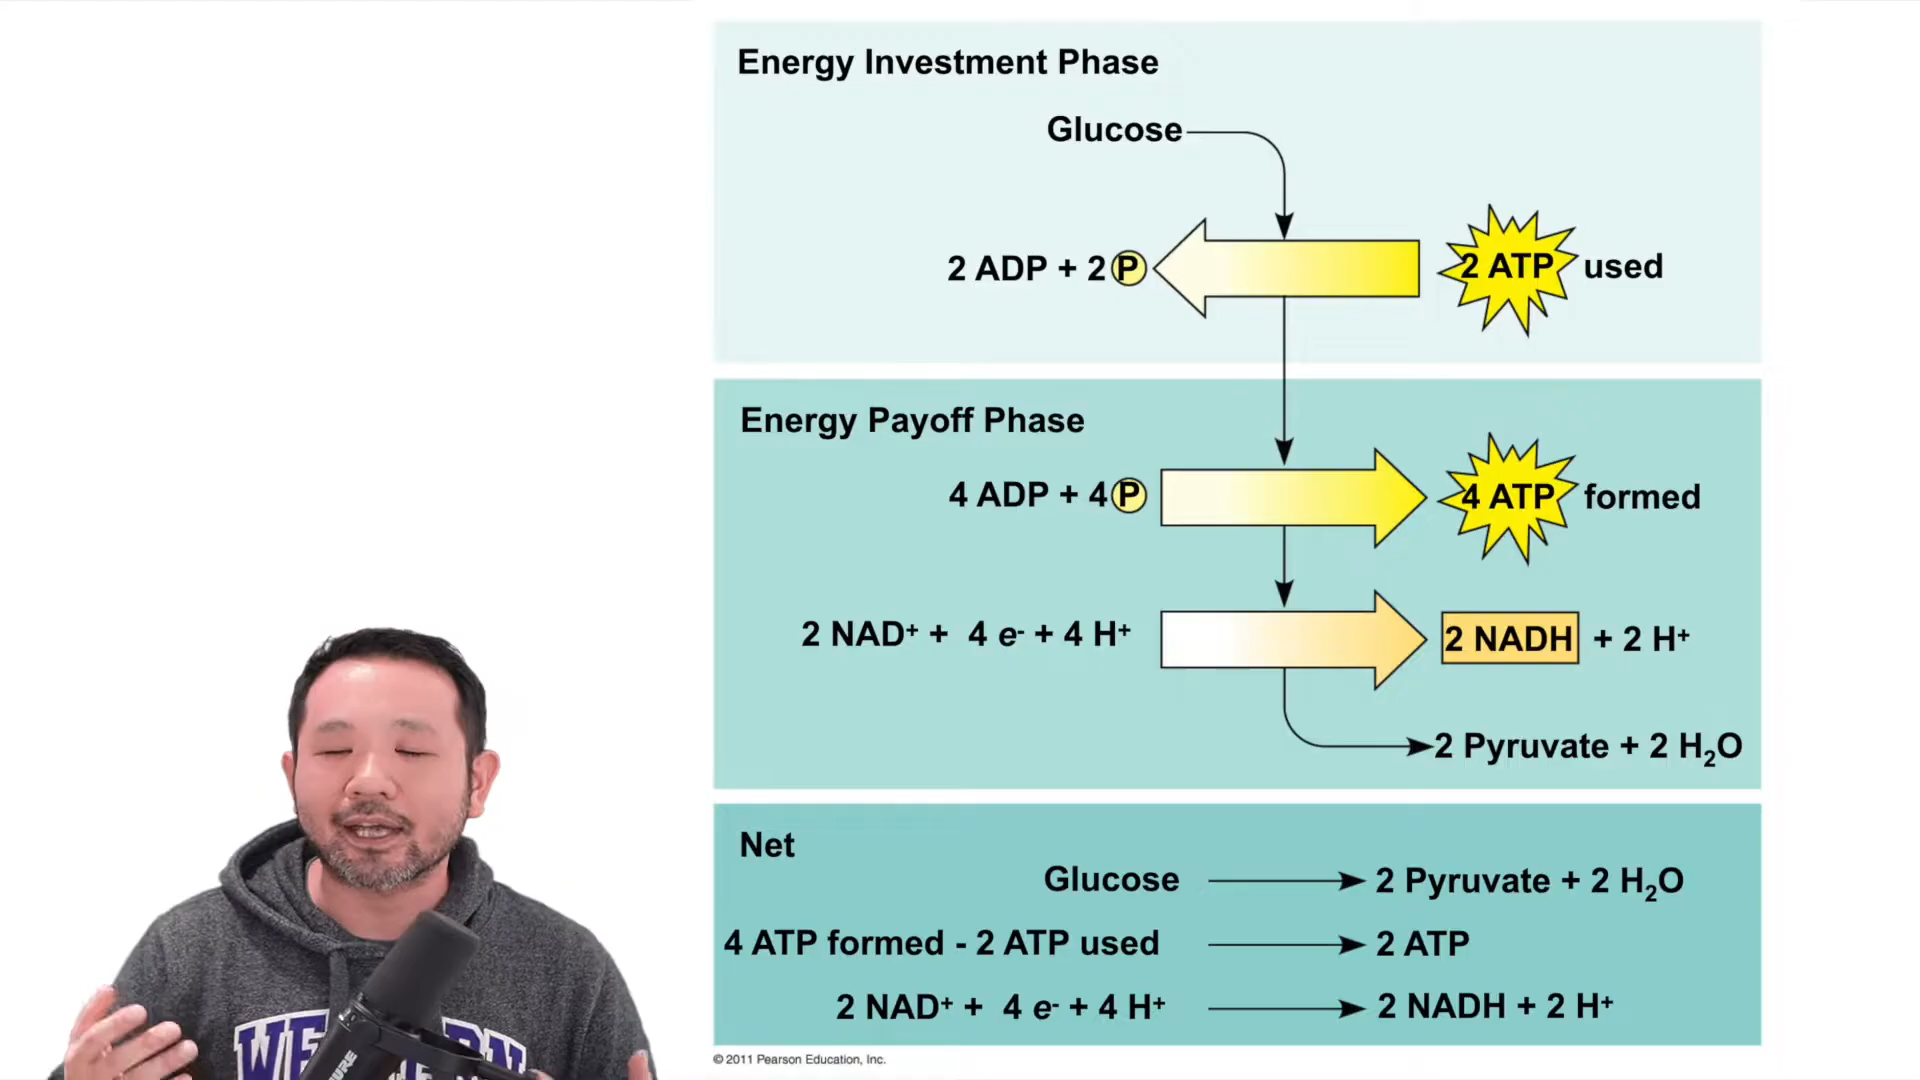 Energy Investment Phase
Glucose
2 ADP + 2 P
2 ATP used
Energy Payoff Phase
4 ADP + 4 P
4 ATP formed
2 NAD⁺ + 4 e⁻ + 4 H⁺
2 NADH + 2 H⁺
2 Pyruvate + 2 H₂O
Net
Glucose 2 Pyruvate + 2 H₂O
4 ATP formed - 2 ATP used 2 ATP
2 NAD⁺ + 4 e⁻ + 4 H⁺ 2 NADH + 2 H⁺
© 2011 Pearson Education, Inc.